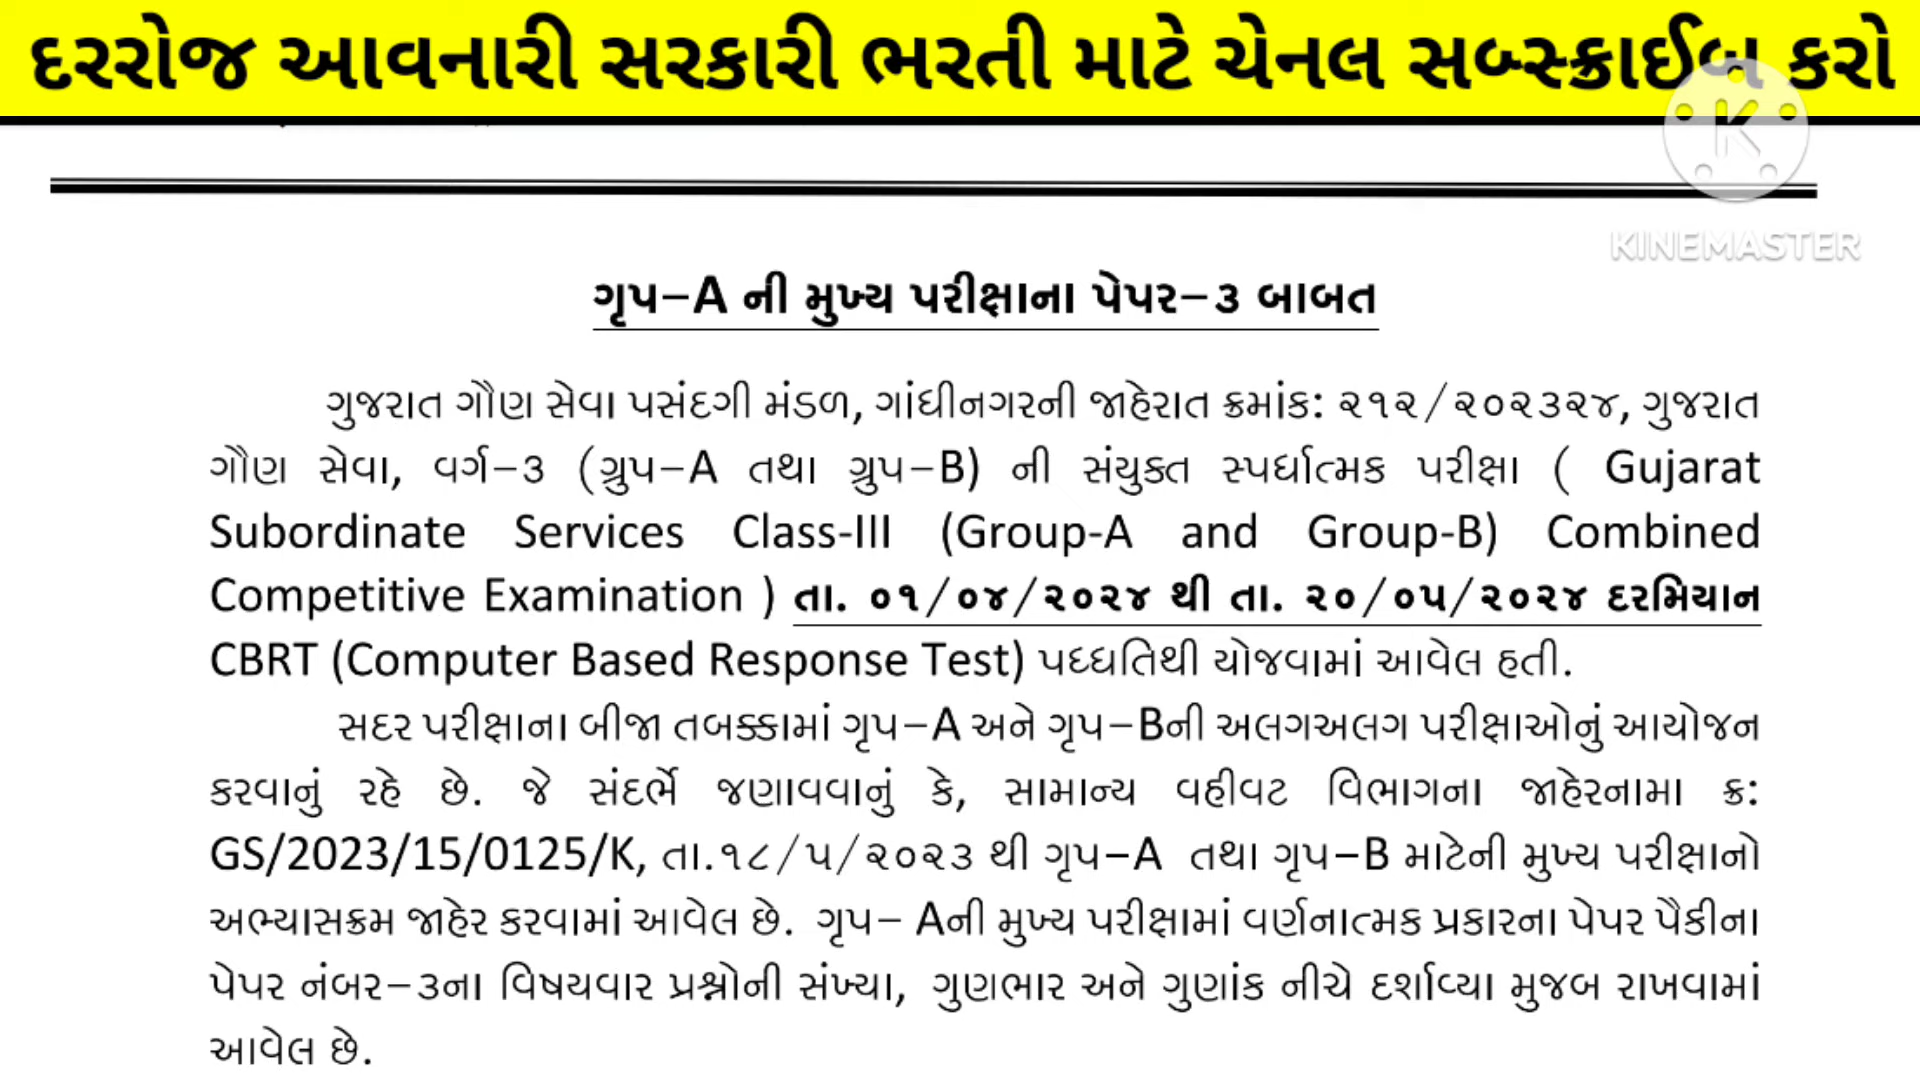 દરરોજ આવનારી સરકારી ભરતી માટે ચેનલ સબ્સ્ક્રાઈબ કરો
KINEMASTER
ગૃપ–A ની મુખ્ય પરીક્ષાના પેપર–૩ બાબત
ગુજરાત ગૌણ સેવા પસંદગી મંડળ, ગાંધીનગરની જાહેરાત ક્રમાંક: ૨૧૨/૨૦૨૩૨૪, ગુજરાત
ગૌણ સેવા, વર્ગ–૩ (ગ્રુપ–A તથા ગ્રુપ–B) ની સંયુક્ત સ્પર્ધાત્મક પરીક્ષા ( Gujarat
Subordinate Services Class-III (Group-A and Group-B) Combined
Competitive Examination ) તા. ૦૧/૦૪/૨૦૨૪ થી તા. ૨૦/૦૫/૨૦૨૪ દરમિયાન
CBRT (Computer Based Response Test) પધ્ધતિથી યોજવામાં આવેલ હતી.
સદર પરીક્ષાના બીજા તબક્કામાં ગૃપ–A અને ગૃપ–Bની અલગઅલગ પરીક્ષાઓનું આયોજન
કરવાનું રહે છે. જે સંદર્ભે જણાવવાનું કે, સામાન્ય વહીવટ વિભાગના જાહેરનામા ક્ર:
GS/2023/15/0125/K, તા.૧૮/૫/૨૦૨૩ થી ગૃપ–A તથા ગૃપ–B માટેની મુખ્ય પરીક્ષાનો
અભ્યાસક્રમ જાહેર કરવામાં આવેલ છે. ગૃપ– Aની મુખ્ય પરીક્ષામાં વર્ણનાત્મક પ્રકારના પેપર પૈકીના
પેપર નંબર–૩ના વિષયવાર પ્રશ્નોની સંખ્યા, ગુણભાર અને ગુણાંક નીચે દર્શાવ્યા મુજબ રાખવામાં
આવેલ છે.